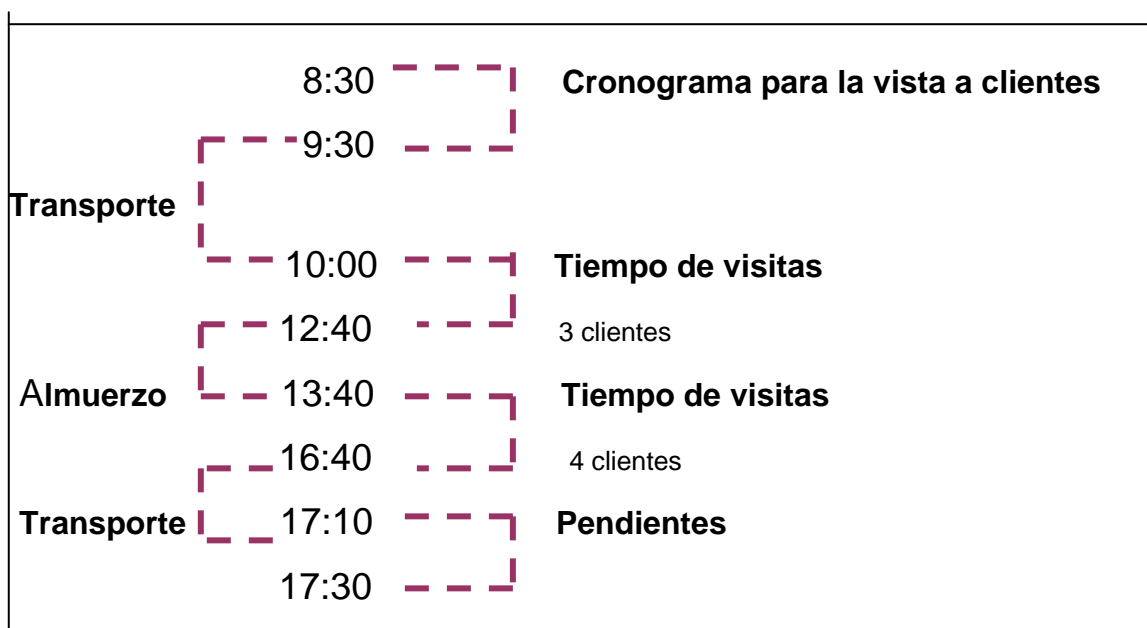 8:30 Cronograma para la vista a clientes
9:30
Transporte
10:00 Tiempo de visitas
12:40 3 clientes
Almuerzo 13:40 Tiempo de visitas
16:40 4 clientes
Transporte 17:10 Pendientes
17:30